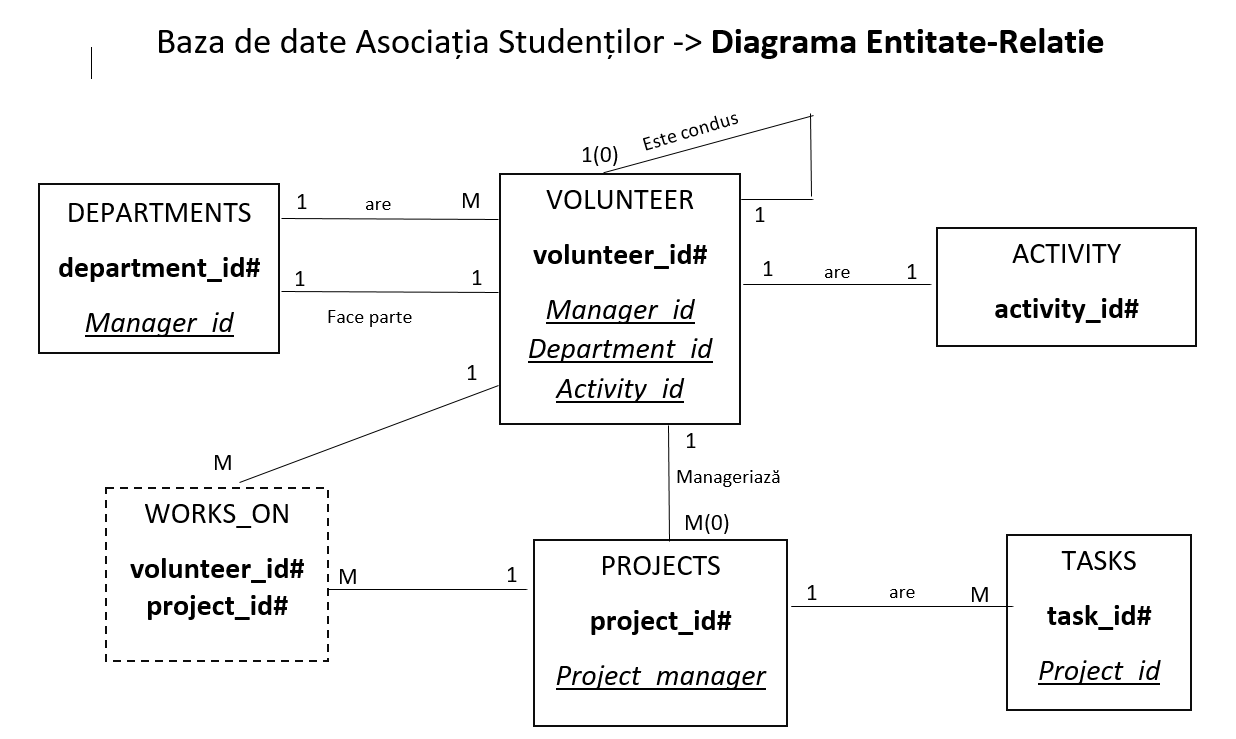 Baza de date Asociația Studenților -> Diagrama Entitate-Relatie
Este condus
1(0)
DEPARTMENTS
department_id#
Manager_id
1 are M
1 1
Face parte
VOLUNTEER
volunteer_id#
Manager_id
Department_id
Activity_id
1
1 are 1
ACTIVITY
activity_id#
1
M
1
Manageriază
M(0)
WORKS_ON
volunteer_id#
project_id#
M 1
PROJECTS
project_id#
Project_manager
1 are M
TASKS
task_id#
Project_id